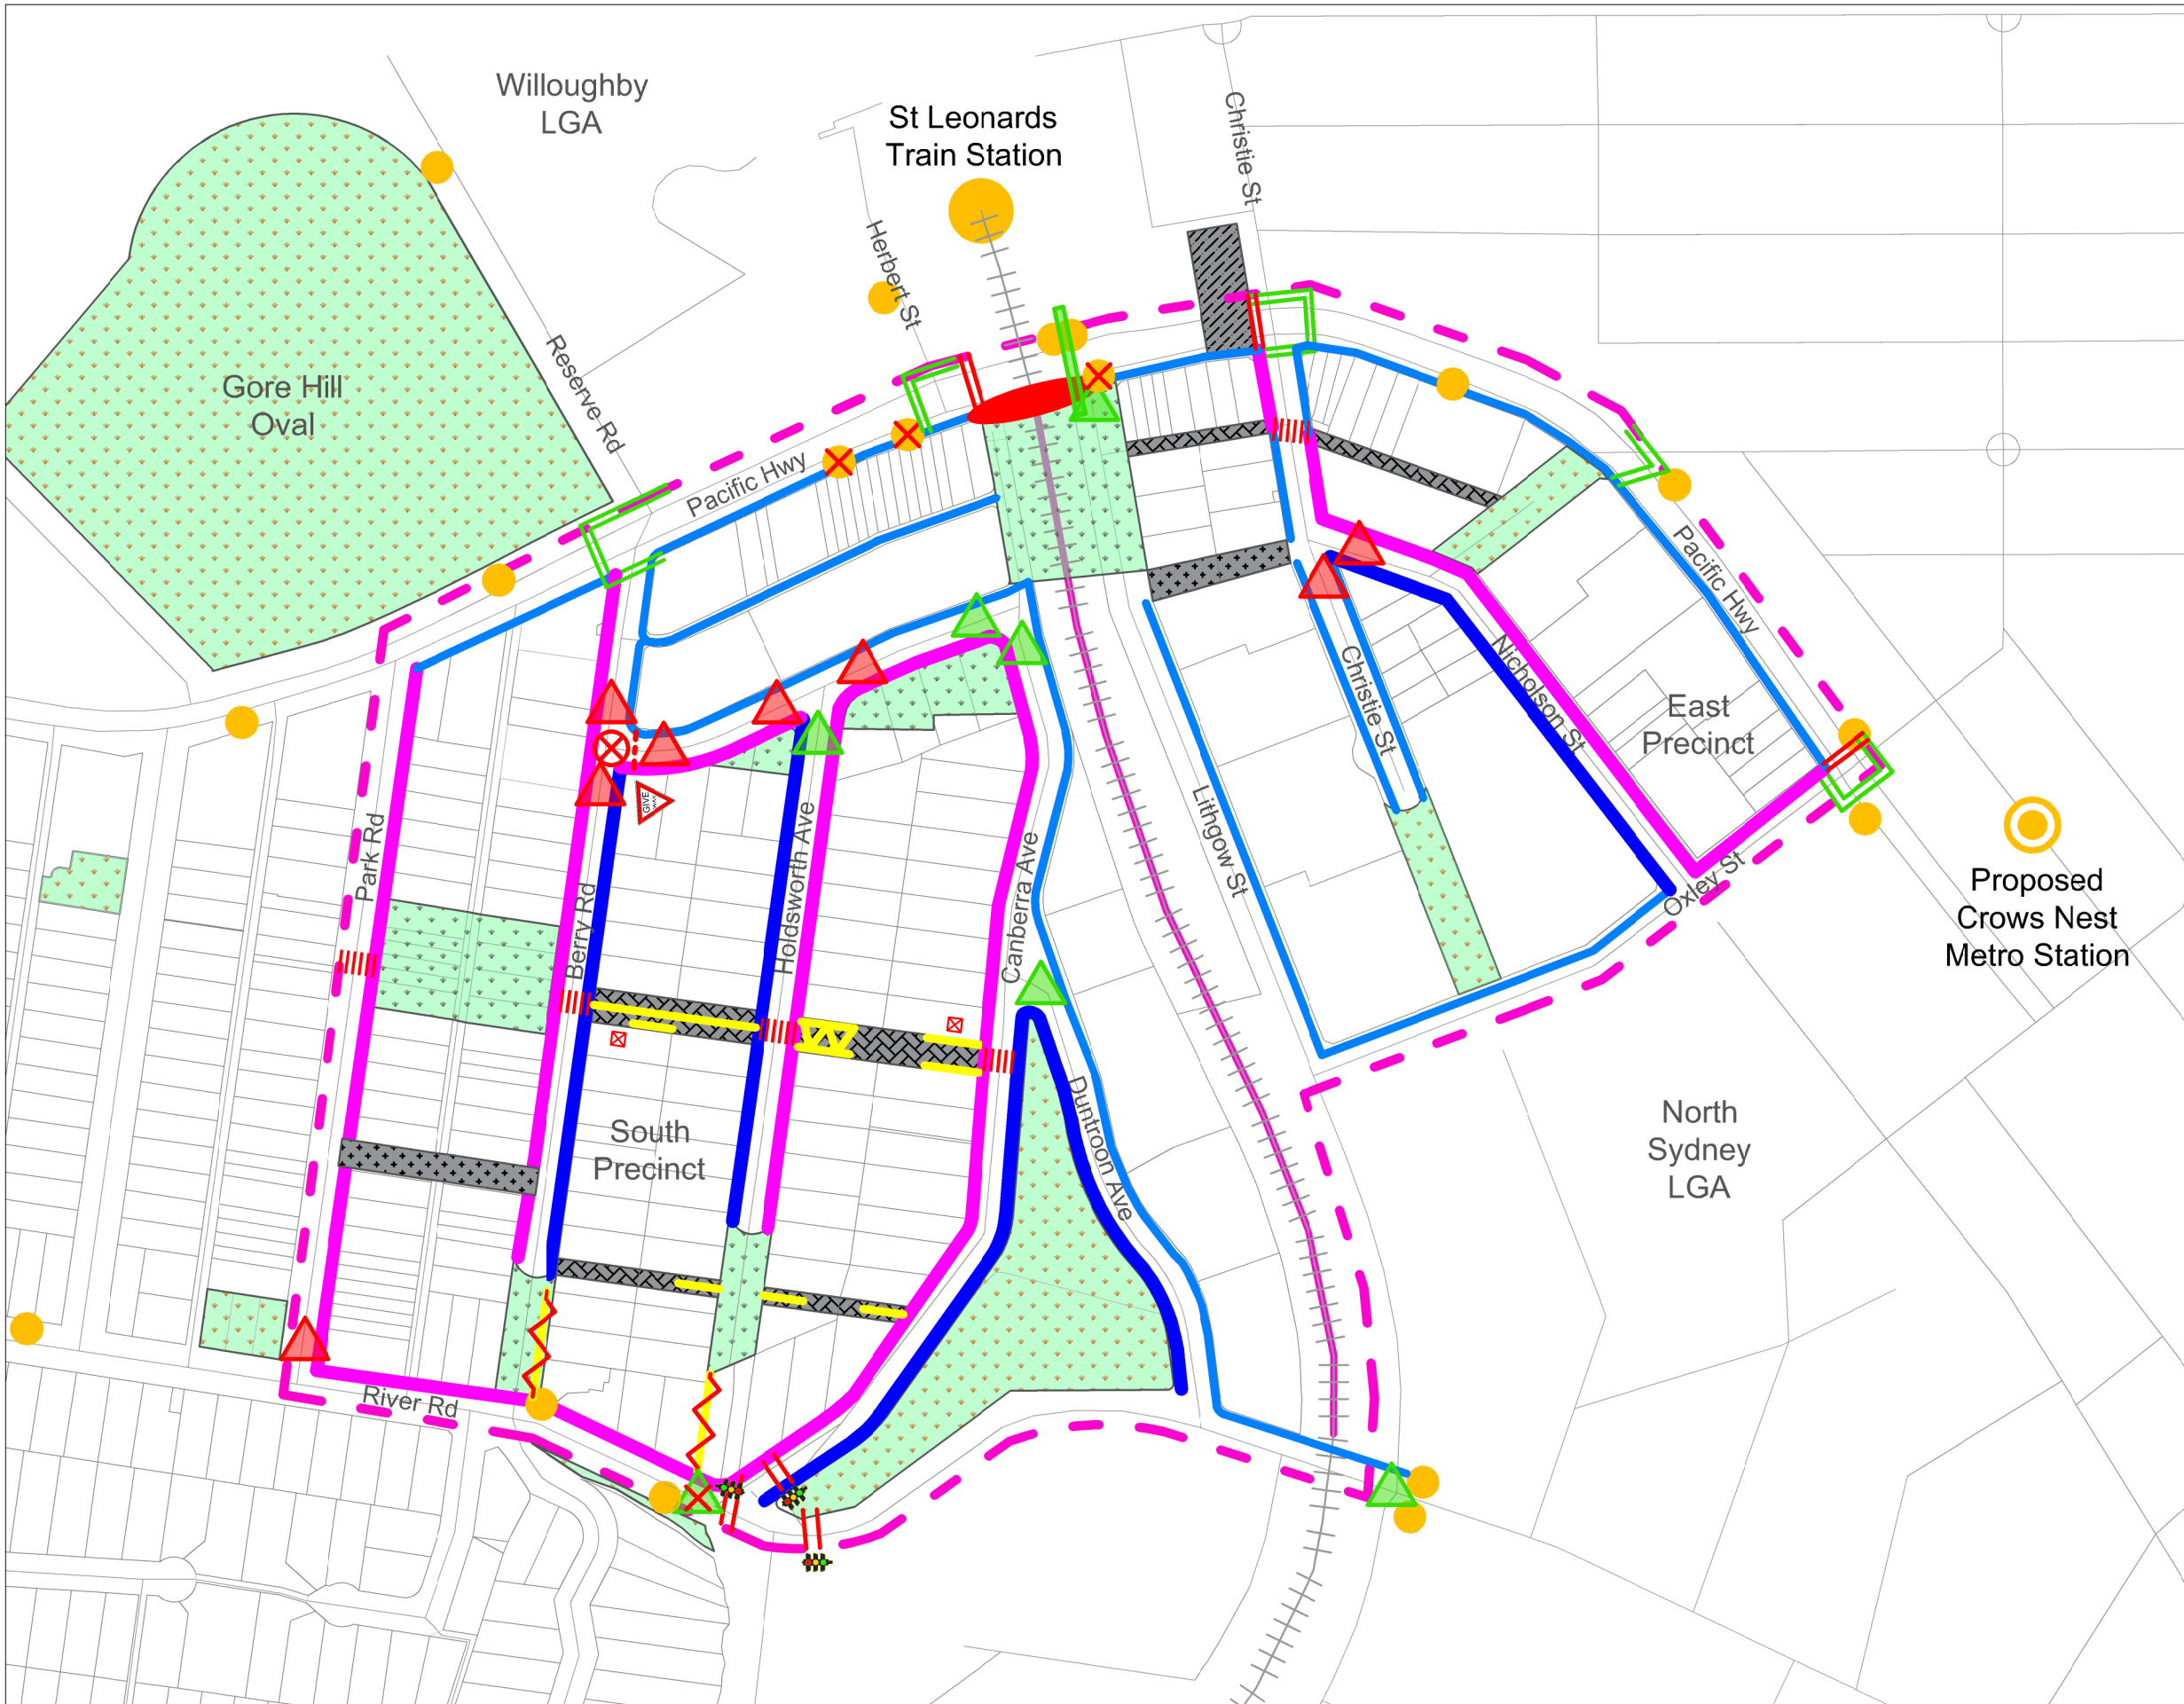 Willoughby
LGA
St Leonards
Train Station
Christie St
Herbert St
Reserve Rd
Gore Hill
Oval
Pacific Hwy
Pacific Hwy
Nicholson St
Christie St
East
Precinct
Lithgow St
Oxley St
Proposed
Crows Nest
Metro Station
GIVE
WAY
Park Rd
Berry Rd
Holdsworth Ave
Canberra Ave
Duntroon Ave
South
Precinct
North
Sydney
LGA
River Rd